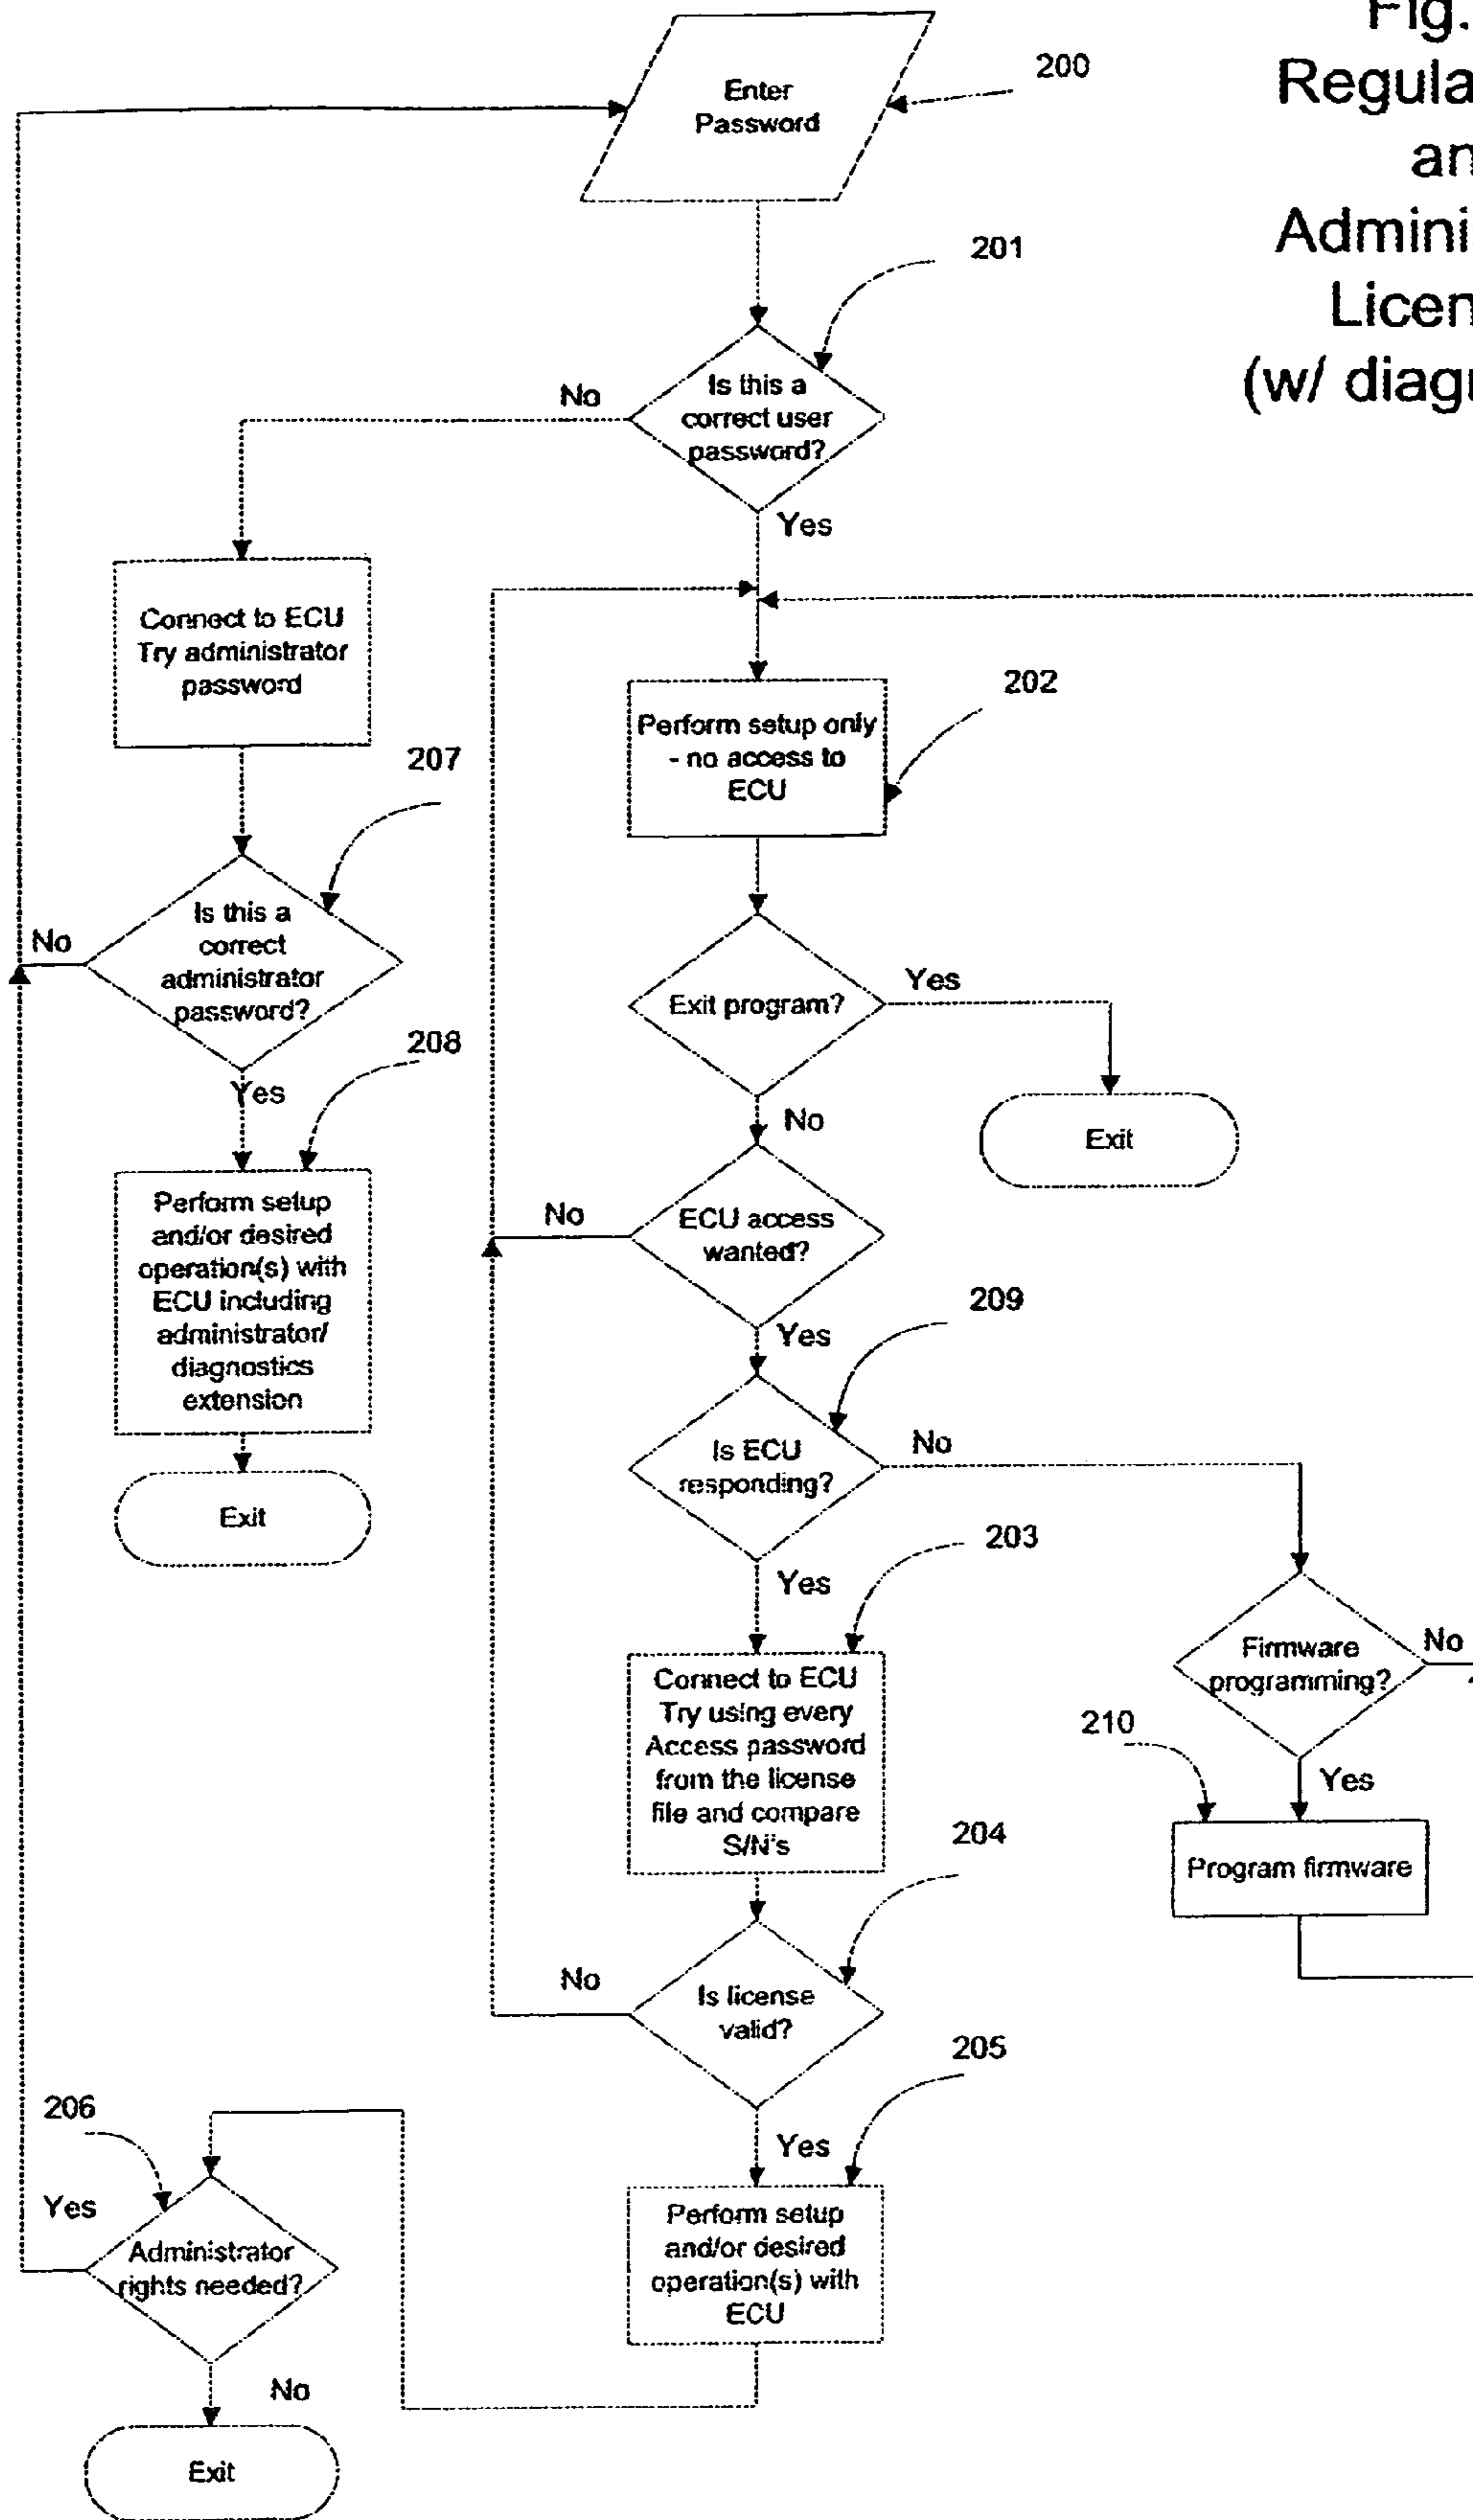 Fig.
Regula
an
Adminis
Licen
(w/ diagn
Enter
Password
200
201
Is this a
correct user
password?
No
Yes
Connect to ECU
Try administrator
password
202
Perform setup only
- no access to
ECU
207
Is this a
correct
administrator
password?
No
Yes
Exit program?
Yes
No
Exit
208
Perform setup
and/or desired
operation(s) with
ECU including
administrator/
diagnostics
extension
Exit
ECU access
wanted?
No
Yes
209
Is ECU
responding?
No
Yes
203
Connect to ECU
Try using every
Access password
from the license
file and compare
S/N's
Firmware
programming?
No
Yes
210
Program firmware
204
Is license
valid?
No
Yes
205
Perform setup
and/or desired
operation(s) with
ECU
206
Administrator
rights needed?
Yes
No
Exit